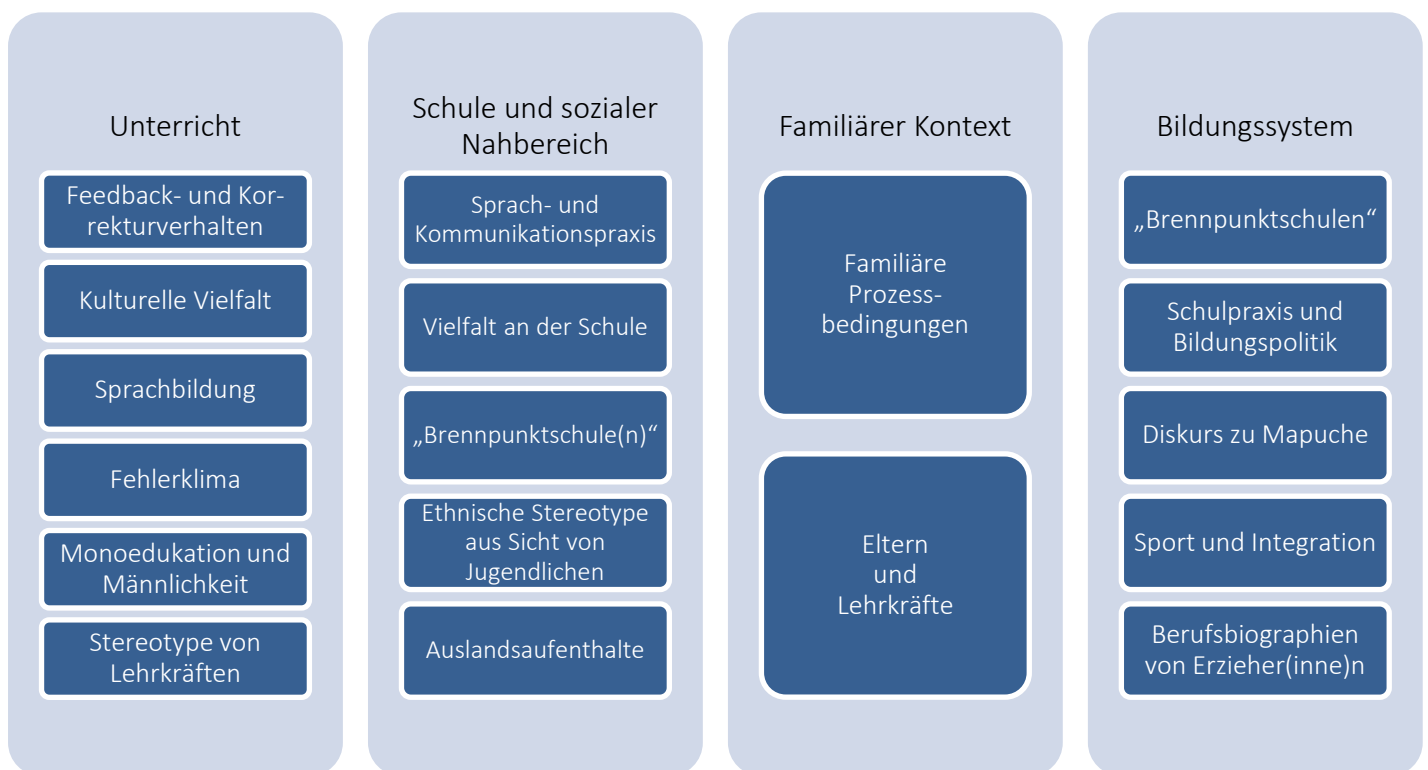 Unterricht
Feedback- und Kor-
rekturverhalten
Kulturelle Vielfalt
Sprachbildung
Fehlerklima
Monoedukation und
Männlichkeit
Stereotype von
Lehrkräften
Schule und sozialer
Nahbereich
Sprach- und
Kommunikationspraxis
Vielfalt an der Schule
„Brennpunktschule(n)“
Ethnische Stereotype
aus Sicht von
Jugendlichen
Auslandsaufenthalte
Familiärer Kontext
Familiäre
Prozess-
bedingungen
Eltern
und
Lehrkräfte
Bildungssystem
„Brennpunktschulen“
Schulpraxis und
Bildungspolitik
Diskurs zu Mapuche
Sport und Integration
Berufsbiographien
von Erzieher(inne)n